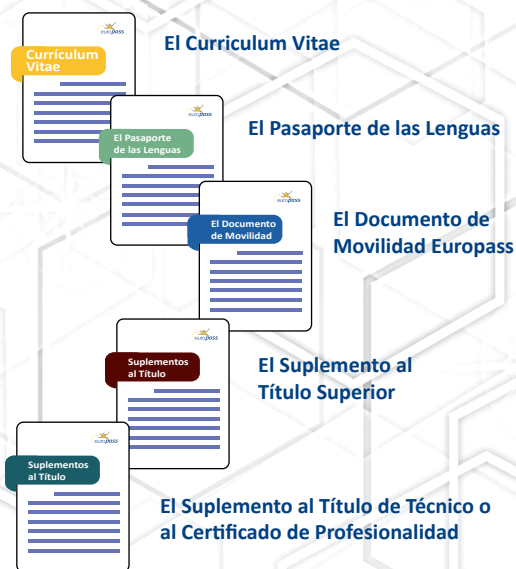 europass
Curriculum
Vitae
El Curriculum Vitae
europass
El Pasaporte
de las Lenguas
El Pasaporte de las Lenguas
europass
El Documento
de Movilidad
El Documento de
Movilidad Europass
europass
Suplementos
al Título
El Suplemento al
Título Superior
europass
Suplementos
al Título
El Suplemento al Título de Técnico o
al Certificado de Profesionalidad